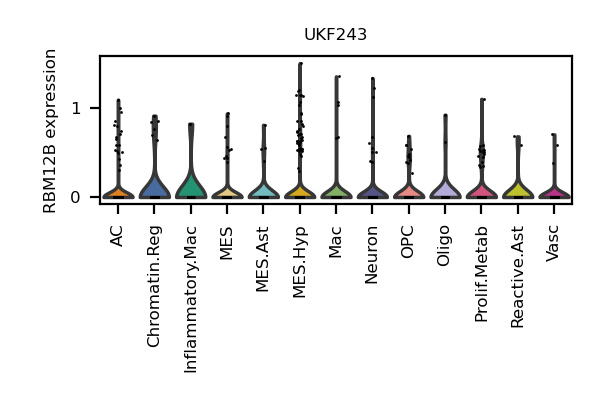 UKF243
RBM12B expression
1
0
AC
Chromatin.Reg
Inflammatory.Mac
MES
MES.Ast
MES.Hyp
Mac
Neuron
OPC
Oligo
Prolif.Metab
Reactive.Ast
Vasc